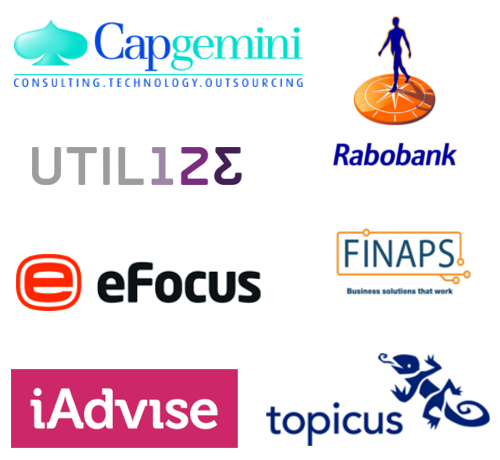 Capgemini
CONSULTING.TECHNOLOGY.OUTSOURCING
Rabobank
UTIL123
e eFocus
FINAPS
Business solutions that work
iAdvise
topicus